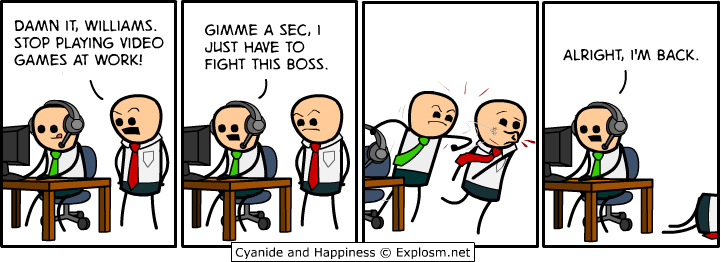 DAMN IT, WILLIAMS.
STOP PLAYING VIDEO
GAMES AT WORK!
GIMME A SEC, I
JUST HAVE TO
FIGHT THIS BOSS.
ALRIGHT, I'M BACK.
Cyanide and Happiness © Explosm.net